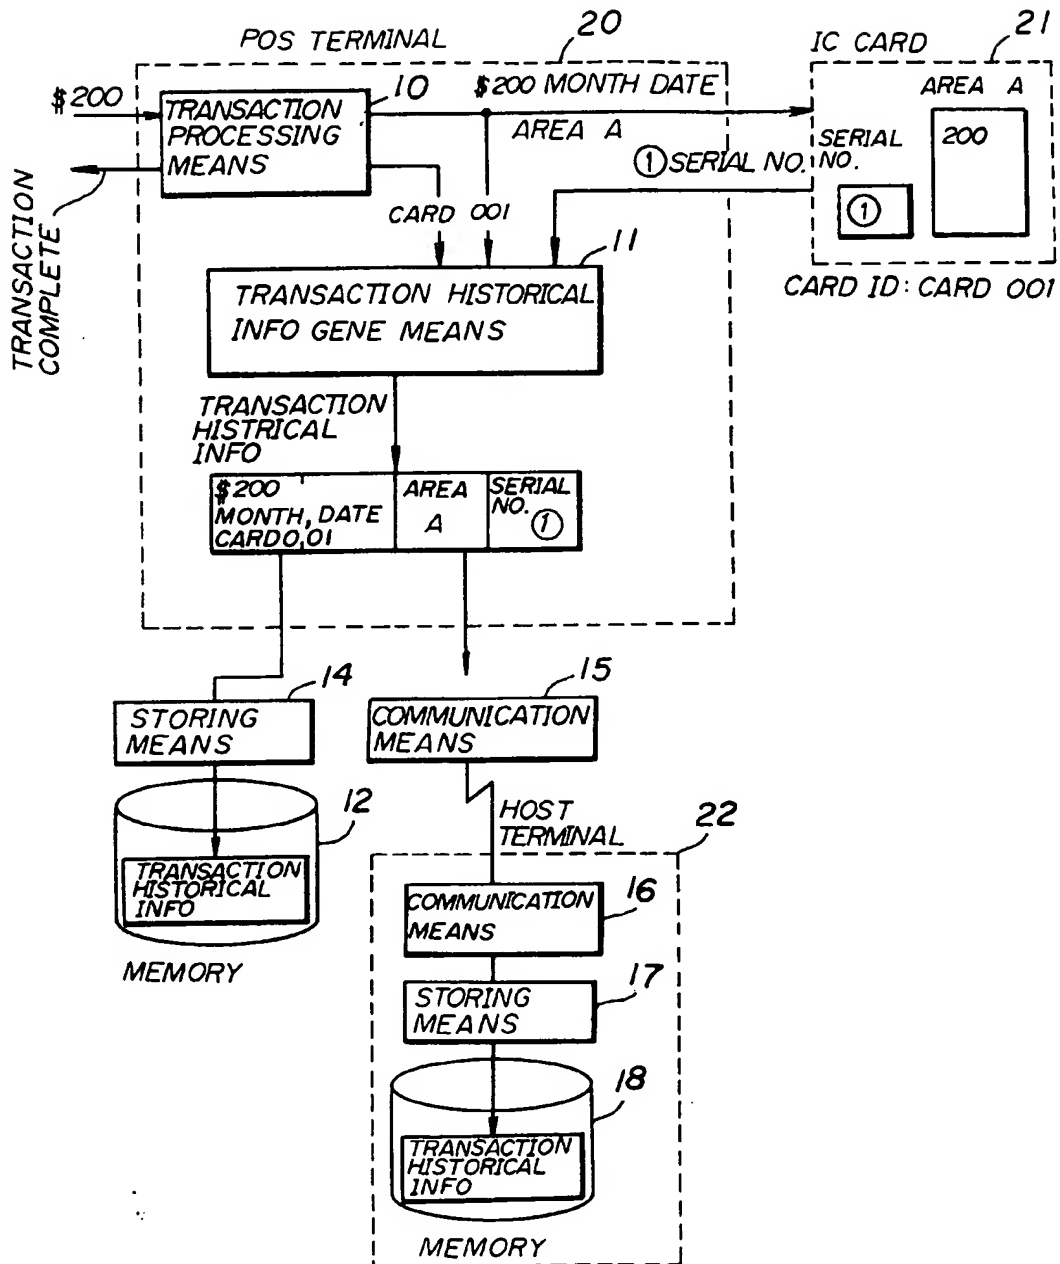 POS TERMINAL
20
IC CARD
21
$200
TRANSACTION
PROCESSING
MEANS
10
$200 MONTH DATE
AREA A
AREA A
200
SERIAL
NO.
①
① SERIAL NO.
CARD ID: CARD 001
TRANSACTION
COMPLETE
CARD 001
11
TRANSACTION HISTORICAL
INFO GENE MEANS
TRANSACTION
HISTRICAL
INFO
$200
MONTH, DATE
CARD0,01
AREA
A
SERIAL
NO.
①
14
STORING
MEANS
15
COMMUNICATION
MEANS
12
TRANSACTION
HISTORICAL
INFO
MEMORY
HOST
TERMINAL
22
COMMUNICATION
MEANS
16
STORING
MEANS
17
18
TRANSACTION
HISTORICAL
INFO
MEMORY